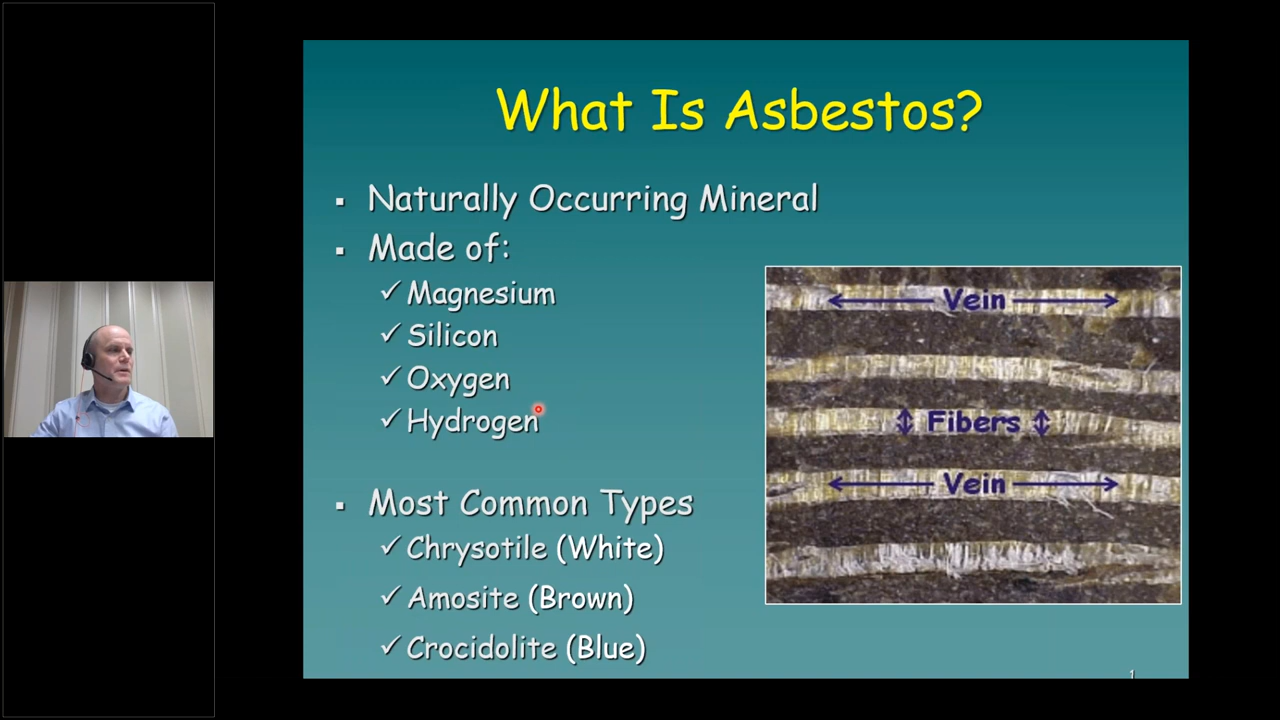 What Is Asbestos?
Naturally Occurring Mineral
Made of:
Magnesium
Silicon
Oxygen
Hydrogen
Most Common Types
Chrysotile (White)
Amosite (Brown)
Crocidolite (Blue)
Vein
Fibers
Vein
1